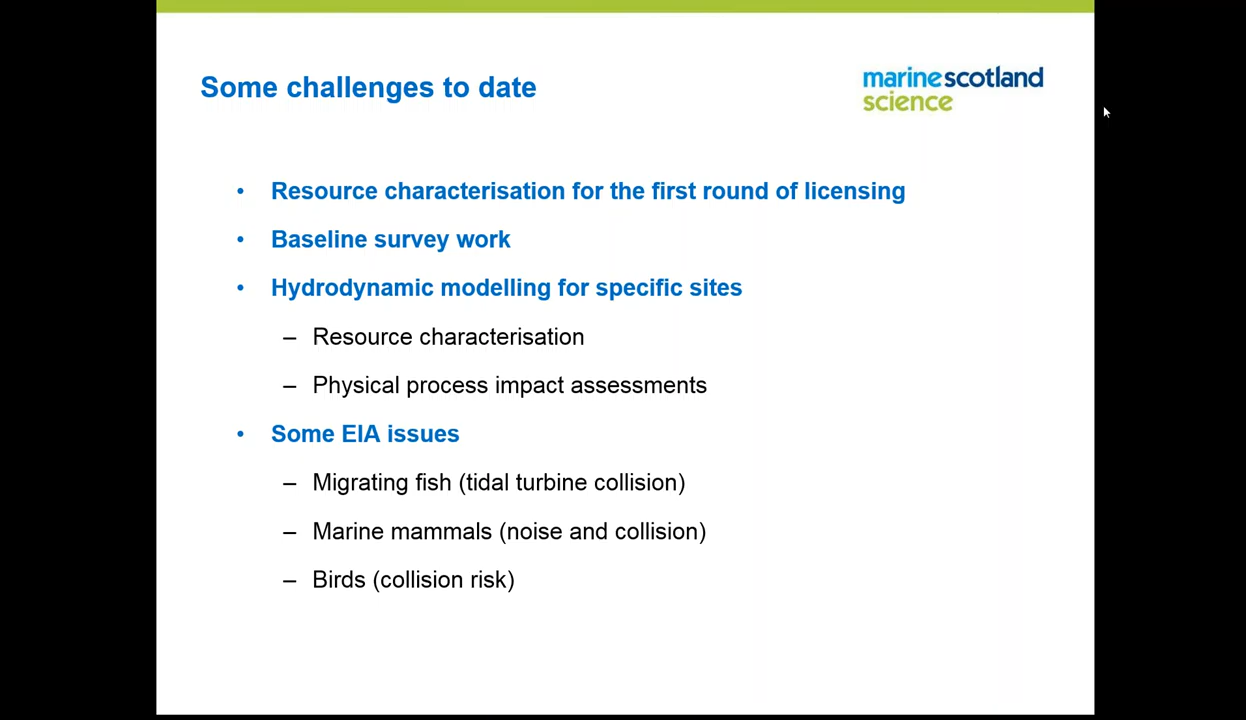 Some challenges to date
marinescotland
science
• Resource characterisation for the first round of licensing
• Baseline survey work
• Hydrodynamic modelling for specific sites
– Resource characterisation
– Physical process impact assessments
• Some EIA issues
– Migrating fish (tidal turbine collision)
– Marine mammals (noise and collision)
– Birds (collision risk)